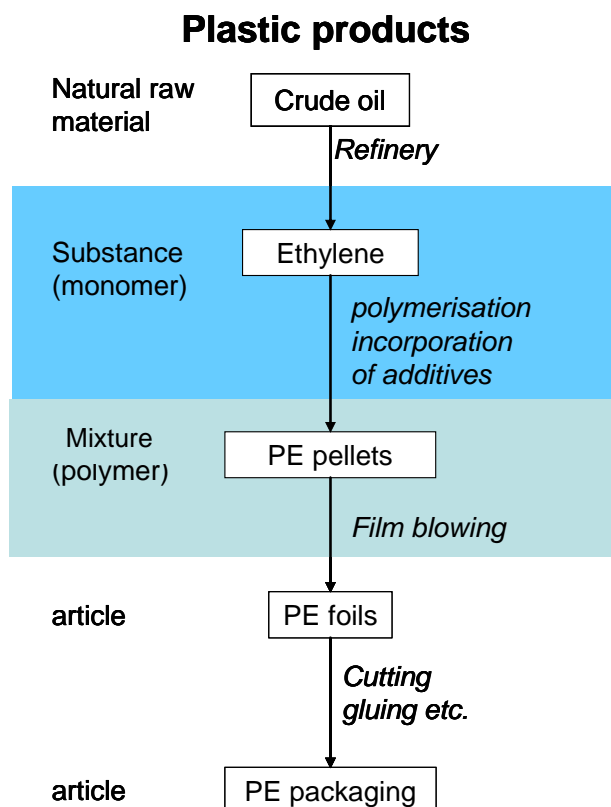 Plastic products
Natural raw
material
Crude oil
Refinery
Substance
(monomer)
Ethylene
polymerisation
incorporation
of additives
Mixture
(polymer)
PE pellets
Film blowing
article
PE foils
Cutting
gluing etc.
article
PE packaging